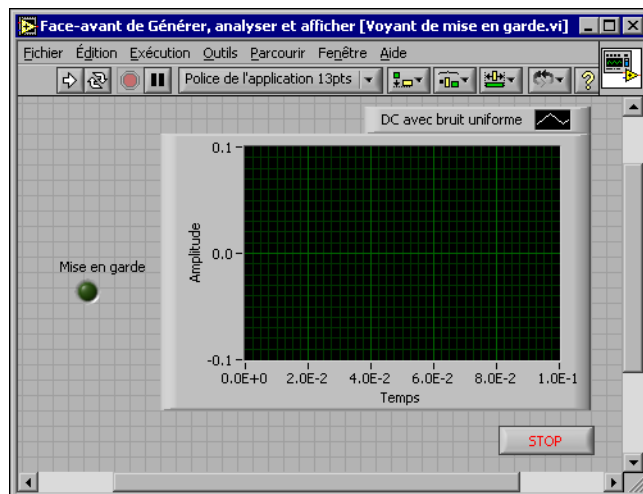 Face-avant de Générer, analyser et afficher [Voyant de mise en garde.vi]
Fichier Édition Exécution Outils Parcourir Fenêtre Aide
Police de l'application 13pts
DC avec bruit uniforme
0.1
Amplitude
0.0
-0.1
0.0E+0 2.0E-2 4.0E-2 6.0E-2 8.0E-2 1.0E-1
Temps
Mise en garde
STOP